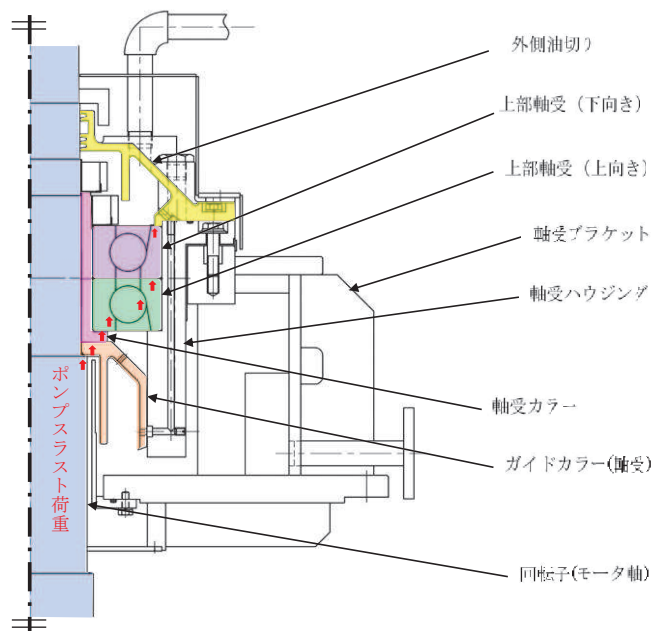 外側油切り
上部軸受（下向き）
上部軸受（上向き）
軸受ブラケット
軸受ハウジング
軸受カラー
ガイドカラー(軸受)
回転子(モータ軸)
ポンプスラスト荷重